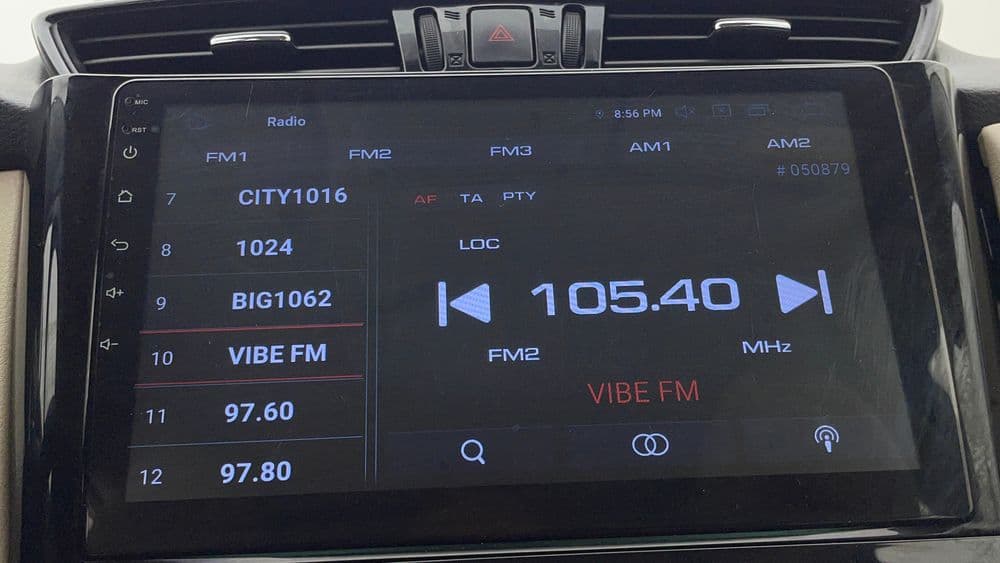 MIC
RST
Radio
8:56 PM
FM1 FM2 FM3 AM1 AM2
#050879
7 CITY1016
AF TA PTY
8 1024
LOC
9 BIG1062
105.40
10 VIBE FM
FM2 MHz
VIBE FM
11 97.60
12 97.80